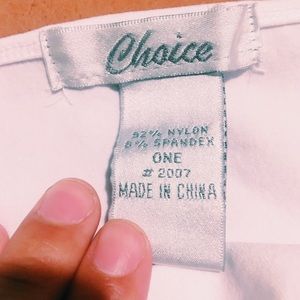 Choice
92% NYLON
8% SPANDEX
ONE
# 2007
MADE IN CHINA